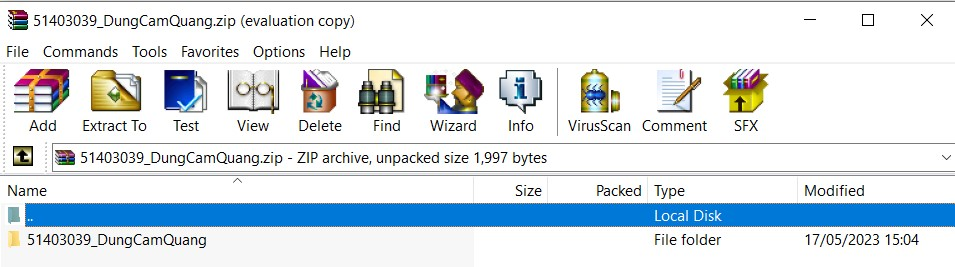 51403039_DungCamQuang.zip (evaluation copy)
File Commands Tools Favorites Options Help
Add Extract To Test View Delete Find Wizard Info VirusScan Comment SFX
51403039_DungCamQuang.zip - ZIP archive, unpacked size 1,997 bytes
Name Size Packed Type Modified
.. Local Disk
51403039_DungCamQuang File folder 17/05/2023 15:04